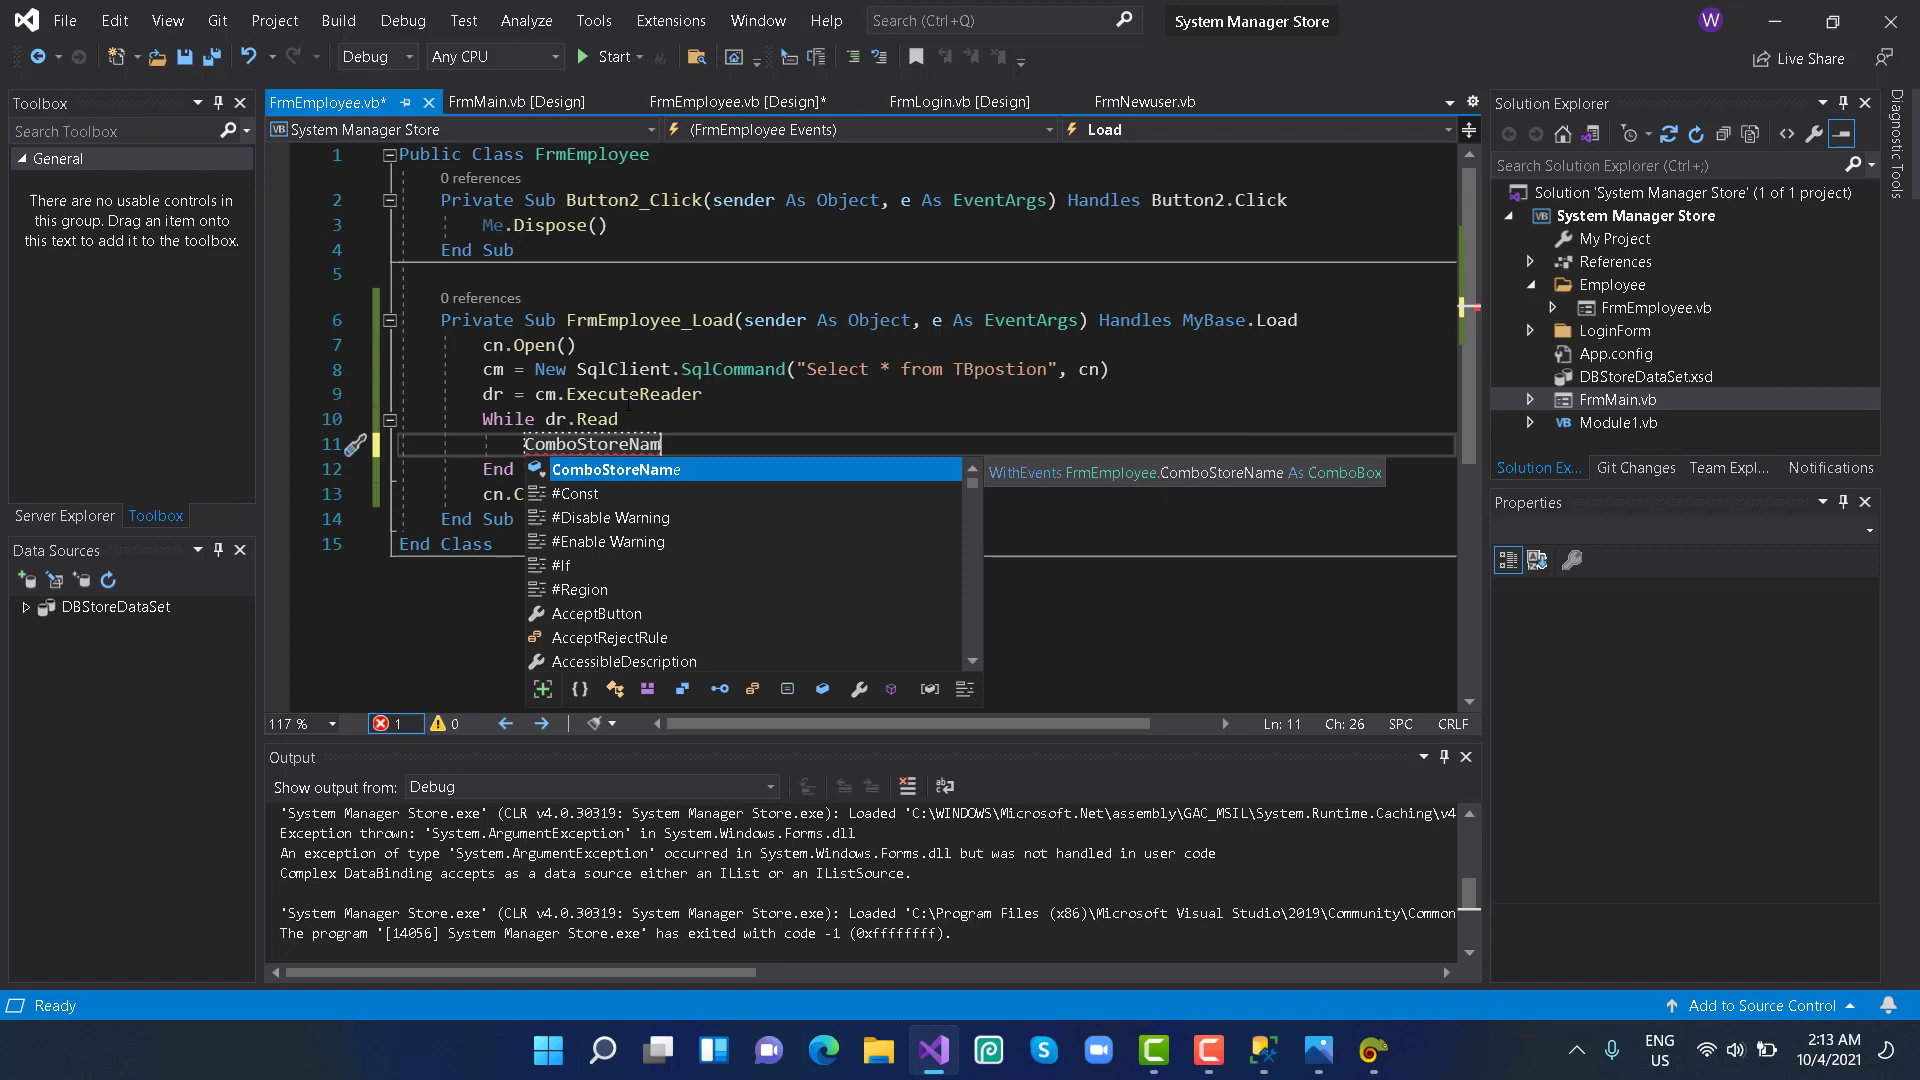 File Edit View Git Project Build Debug Test Analyze Tools Extensions Window Help Search (Ctrl+Q) System Manager Store W
Debug Any CPU Start Live Share
Toolbox
Search Toolbox
General
There are no usable controls in
this group. Drag an item onto
this text to add it to the toolbox.
Server Explorer Toolbox
Data Sources
DBStoreDataSet
FrmEmployee.vb* FrmMain.vb [Design] FrmEmployee.vb [Design]* FrmLogin.vb [Design] FrmNewuser.vb
VB System Manager Store (FrmEmployee Events) Load
1 Public Class FrmEmployee
0 references
2 Private Sub Button2_Click(sender As Object, e As EventArgs) Handles Button2.Click
3 Me.Dispose()
4 End Sub
5
0 references
6 Private Sub FrmEmployee_Load(sender As Object, e As EventArgs) Handles MyBase.Load
7 cn.Open()
8 cm = New SqlClient.SqlCommand("Select * from TBpostion", cn)
9 dr = cm.ExecuteReader
10 While dr.Read
11 ComboStoreNam
12 End
13 cn.C
14 End Sub
15 End Class
ComboStoreName
#Const
#Disable Warning
#Enable Warning
#If
#Region
AcceptButton
AcceptRejectRule
AccessibleDescription
WithEvents FrmEmployee.ComboStoreName As ComboBox
117 % 1 0 Ln: 11 Ch: 26 SPC CRLF
Output
Show output from: Debug
'System Manager Store.exe' (CLR v4.0.30319: System Manager Store.exe): Loaded 'C:\WINDOWS\Microsoft.Net\assembly\GAC_MSIL\System.Runtime.Caching\v4
Exception thrown: 'System.ArgumentException' in System.Windows.Forms.dll
An exception of type 'System.ArgumentException' occurred in System.Windows.Forms.dll but was not handled in user code
Complex DataBinding accepts as a data source either an IList or an IListSource.
'System Manager Store.exe' (CLR v4.0.30319: System Manager Store.exe): Loaded 'C:\Program Files (x86)\Microsoft Visual Studio\2019\Community\Common
The program '[14056] System Manager Store.exe' has exited with code -1 (0xffffffff).
Solution Explorer
Search Solution Explorer (Ctrl+;)
Solution 'System Manager Store' (1 of 1 project)
VB System Manager Store
My Project
References
Employee
FrmEmployee.vb
LoginForm
App.config
DBStoreDataSet.xsd
FrmMain.vb
VB Module1.vb
Solution Ex... Git Changes Team Expl... Notifications
Properties
Diagnostic Tools
Ready Add to Source Control
ENG
US
2:13 AM
10/4/2021